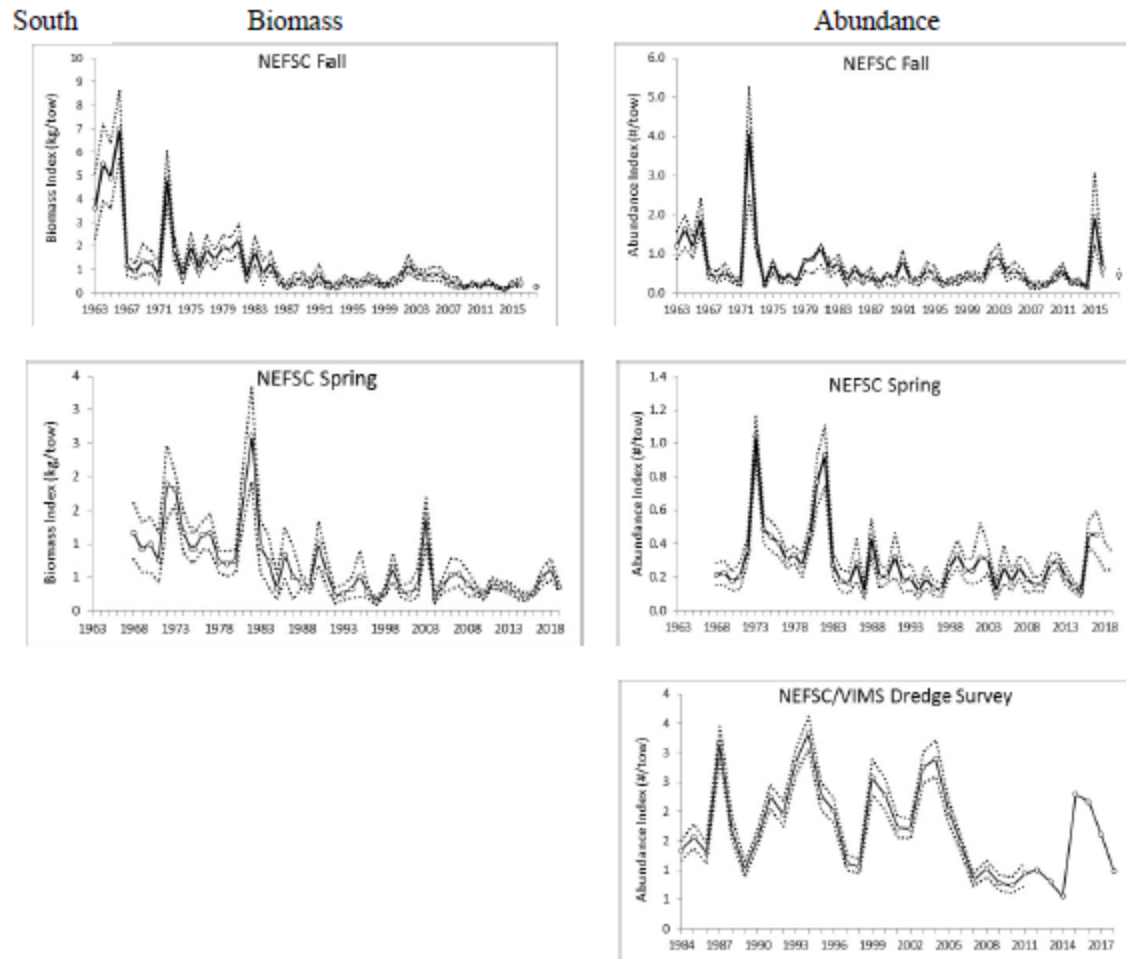 South Biomass Abundance
NEFSC Fall
Biomass Index (kg/tow)
10
9
8
7
6
5
4
3
2
1
0
1963 1967 1971 1975 1979 1983 1987 1991 1995 1999 2003 2007 2011 2015
NEFSC Fall
Abundance Index (#/tow)
6.0
5.0
4.0
3.0
2.0
1.0
0.0
1963 1967 1971 1975 1979 1983 1987 1991 1995 1999 2003 2007 2011 2015
NEFSC Spring
Biomass Index (kg/tow)
4
3
3
2
2
1
1
0
1963 1968 1973 1978 1983 1988 1993 1998 2003 2008 2013 2018
NEFSC Spring
Abundance Index (#/tow)
1.4
1.2
1.0
0.8
0.6
0.4
0.2
0.0
1963 1968 1973 1978 1983 1988 1993 1998 2003 2008 2013 2018
NEFSC/VIMS Dredge Survey
Abundance Index (#/tow)
4
3
3
2
2
1
1
0
1984 1987 1990 1993 1996 1999 2002 2005 2008 2011 2014 2017